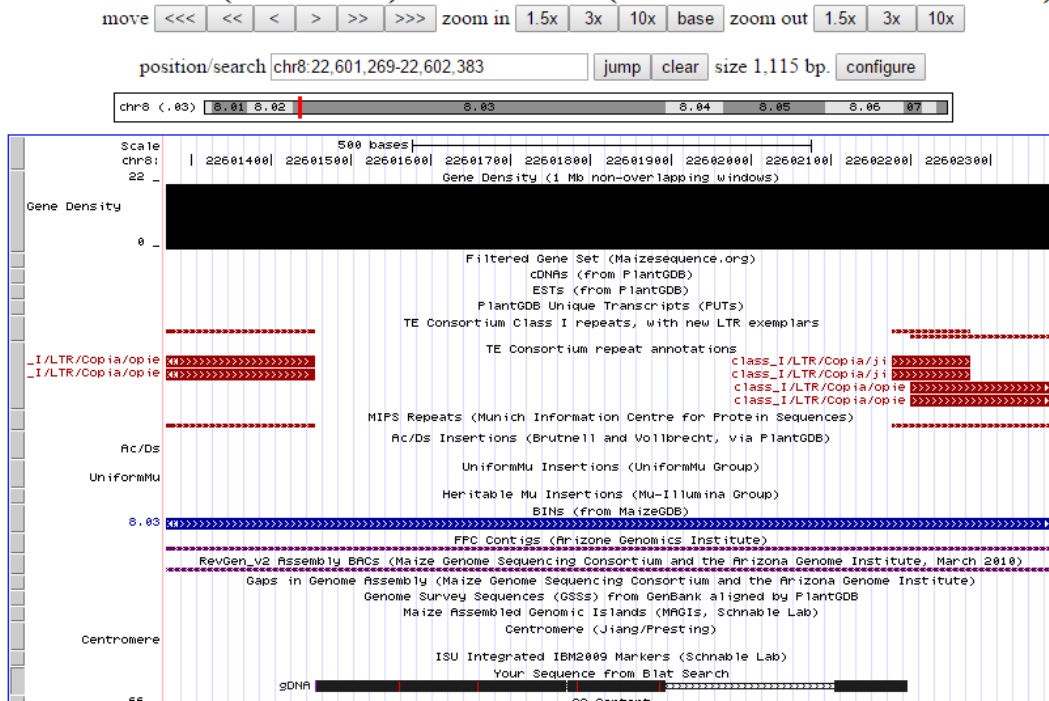 move <<< << < > >> >>> zoom in 1.5x 3x 10x base zoom out 1.5x 3x 10x
position/search chr8:22,601,269-22,602,383 jump clear size 1,115 bp. configure
chr8 (.03) 8.01 8.02 8.03 8.04 8.05 8.06 07
Scale 500 bases
chr8: | 22601400| 22601500| 22601600| 22601700| 22601800| 22601900| 22602000| 22602100| 22602200| 22602300|
Gene Density (1 Mb non-overlapping windows)
22 _
Gene Density
0 _
Filtered Gene Set (Maizesequence.org)
cDNAs (from PlantGDB)
ESTs (from PlantGDB)
PlantGDB Unique Transcripts (PUTs)
TE Consortium Class I repeats, with new LTR exemplars
TE Consortium repeat annotations
_I/LTR/Copia/opie class_I/LTR/Copia/ji
_I/LTR/Copia/opie class_I/LTR/Copia/ji
class_I/LTR/Copia/opie
class_I/LTR/Copia/opie
MIPS Repeats (Munich Information Centre for Protein Sequences)
Ac/Ds Insertions (Brutnell and Vollbrecht, via PlantGDB)
Ac/Ds
UniformMu Insertions (UniformMu Group)
UniformMu
Heritable Mu Insertions (Mu-Illumina Group)
BINs (from MaizeGDB)
8.03
FPC Contigs (Arizone Genomics Institute)
RevGen_v2 Assembly BACs (Maize Genome Sequencing Consortium and the Arizona Genome Institute, March 2010)
Gaps in Genome Assembly (Maize Genome Sequencing Consortium and the Arizona Genome Institute)
Genome Survey Sequences (GSSs) from GenBank aligned by PlantGDB
Maize Assembled Genomic Islands (MAGIs, Schnable Lab)
Centromere (Jiang/Presting)
Centromere
ISU Integrated IBM2009 Markers (Schnable Lab)
Your Sequence from Blat Search
gDNA